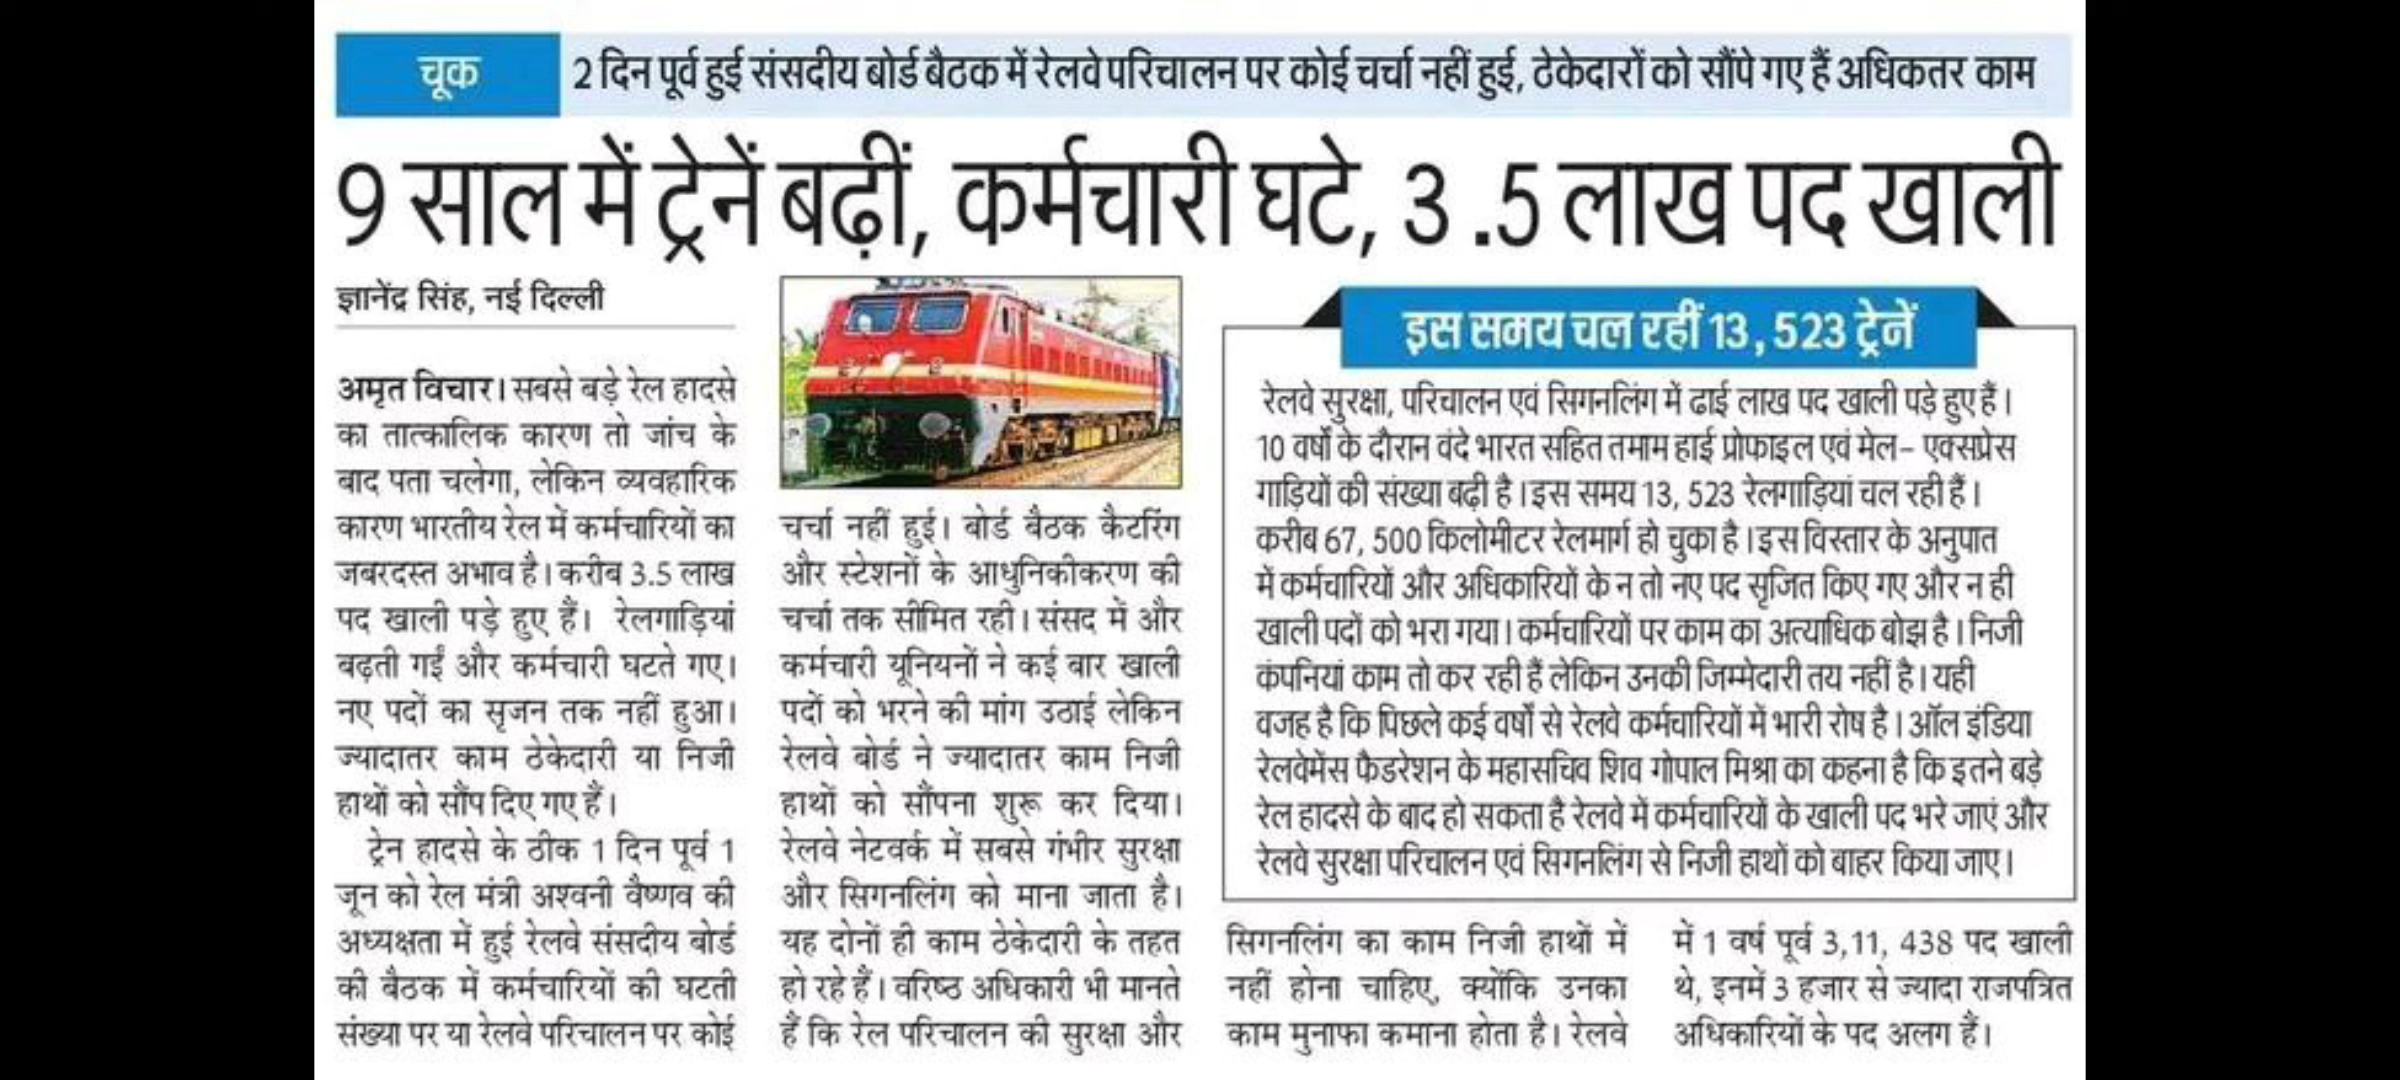 चूक
2 दिन पूर्व हुई संसदीय बोर्ड बैठक में रेलवे परिचालन पर कोई चर्चा नहीं हुई, ठेकेदारों को सौंपे गए हैं अधिकतर काम
9 साल में ट्रेनें बढ़ीं, कर्मचारी घटे, 3 .5 लाख पद खाली
ज्ञानेंद्र सिंह, नई दिल्ली
अमृत विचार। सबसे बड़े रेल हादसे
का तात्कालिक कारण तो जांच के
बाद पता चलेगा, लेकिन व्यवहारिक
कारण भारतीय रेल में कर्मचारियों का
जबरदस्त अभाव है। करीब 3.5 लाख
पद खाली पड़े हुए हैं। रेलगाड़ियां
बढ़ती गईं और कर्मचारी घटते गए।
नए पदों का सृजन तक नहीं हुआ।
ज्यादातर काम ठेकेदारी या निजी
हाथों को सौंप दिए गए हैं।
ट्रेन हादसे के ठीक 1 दिन पूर्व 1
जून को रेल मंत्री अश्वनी वैष्णव की
अध्यक्षता में हुई रेलवे संसदीय बोर्ड
की बैठक में कर्मचारियों की घटती
संख्या पर या रेलवे परिचालन पर कोई
चर्चा नहीं हुई। बोर्ड बैठक कैटरिंग
और स्टेशनों के आधुनिकीकरण की
चर्चा तक सीमित रही। संसद में और
कर्मचारी यूनियनों ने कई बार खाली
पदों को भरने की मांग उठाई लेकिन
रेलवे बोर्ड ने ज्यादातर काम निजी
हाथों को सौंपना शुरू कर दिया।
रेलवे नेटवर्क में सबसे गंभीर सुरक्षा
और सिगनलिंग को माना जाता है।
यह दोनों ही काम ठेकेदारी के तहत
हो रहे हैं। वरिष्ठ अधिकारी भी मानते
हैं कि रेल परिचालन की सुरक्षा और
इस समय चल रहीं 13, 523 ट्रेनें
रेलवे सुरक्षा, परिचालन एवं सिगनलिंग में ढाई लाख पद खाली पड़े हुए हैं।
10 वर्षों के दौरान वंदे भारत सहित तमाम हाई प्रोफाइल एवं मेल- एक्सप्रेस
गाड़ियों की संख्या बढ़ी है। इस समय 13, 523 रेलगाड़ियां चल रही हैं।
करीब 67, 500 किलोमीटर रेलमार्ग हो चुका है। इस विस्तार के अनुपात
में कर्मचारियों और अधिकारियों के न तो नए पद सृजित किए गए और न ही
खाली पदों को भरा गया। कर्मचारियों पर काम का अत्याधिक बोझ है। निजी
कंपनियां काम तो कर रही हैं लेकिन उनकी जिम्मेदारी तय नहीं है। यही
वजह है कि पिछले कई वर्षों से रेलवे कर्मचारियों में भारी रोष है। ऑल इंडिया
रेलवेमेंस फैडरेशन के महासचिव शिव गोपाल मिश्रा का कहना है कि इतने बड़े
रेल हादसे के बाद हो सकता है रेलवे में कर्मचारियों के खाली पद भरे जाएं और
रेलवे सुरक्षा परिचालन एवं सिगनलिंग से निजी हाथों को बाहर किया जाए।
सिगनलिंग का काम निजी हाथों में
नहीं होना चाहिए, क्योंकि उनका
काम मुनाफा कमाना होता है। रेलवे
में 1 वर्ष पूर्व 3,11, 438 पद खाली
थे, इनमें 3 हजार से ज्यादा राजपत्रित
अधिकारियों के पद अलग हैं।